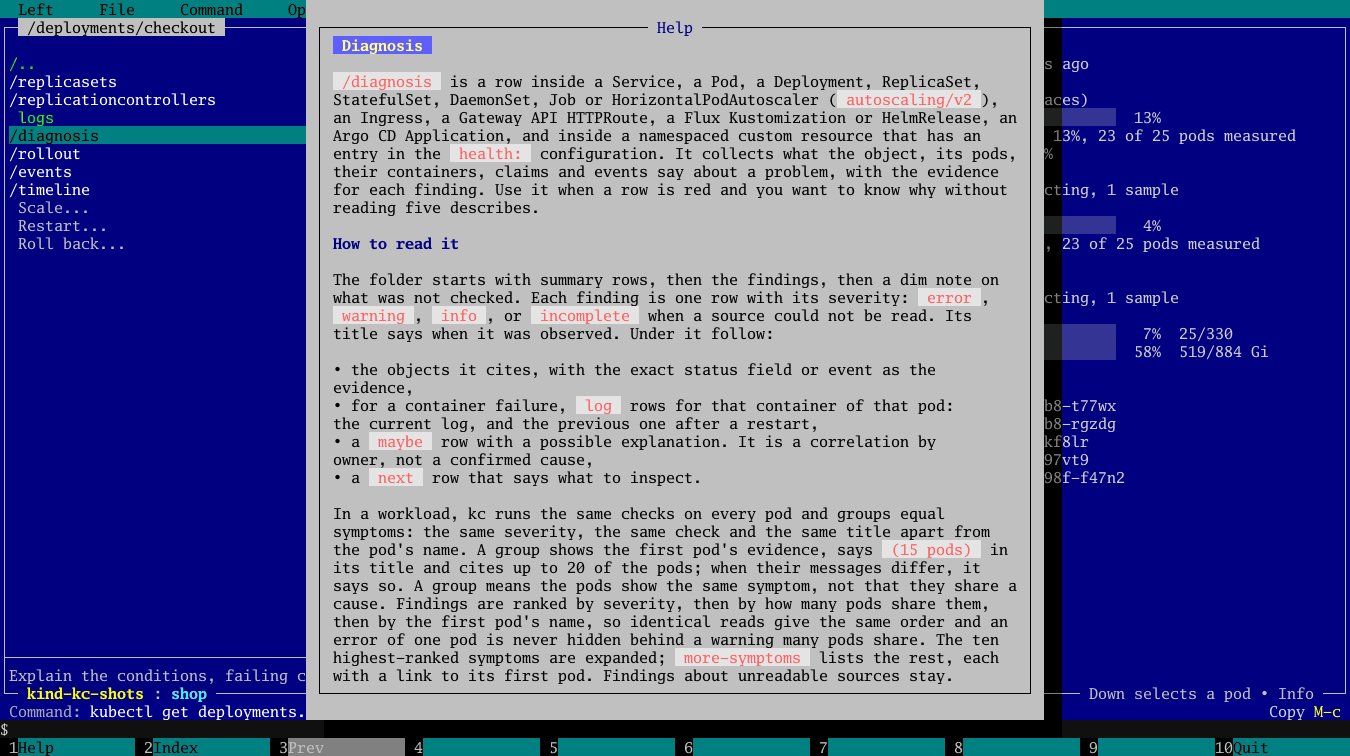 Left File Command Op
/deployments/checkout
/..
/replicasets
/replicationcontrollers
logs
/diagnosis
/rollout
/events
/timeline
Scale...
Restart...
Roll back...
Explain the conditions, failing c
kind-kc-shots : shop
Command: kubectl get deployments.
Help
Diagnosis
/diagnosis is a row inside a Service, a Pod, a Deployment, ReplicaSet,
StatefulSet, DaemonSet, Job or HorizontalPodAutoscaler ( autoscaling/v2 ),
an Ingress, a Gateway API HTTPRoute, a Flux Kustomization or HelmRelease, an
Argo CD Application, and inside a namespaced custom resource that has an
entry in the health: configuration. It collects what the object, its pods,
their containers, claims and events say about a problem, with the evidence
for each finding. Use it when a row is red and you want to know why without
reading five describes.
How to read it
The folder starts with summary rows, then the findings, then a dim note on
what was not checked. Each finding is one row with its severity: error ,
warning , info , or incomplete when a source could not be read. Its
title says when it was observed. Under it follow:
• the objects it cites, with the exact status field or event as the
evidence,
• for a container failure, log rows for that container of that pod:
the current log, and the previous one after a restart,
• a maybe row with a possible explanation. It is a correlation by
owner, not a confirmed cause,
• a next row that says what to inspect.
In a workload, kc runs the same checks on every pod and groups equal
symptoms: the same severity, the same check and the same title apart from
the pod's name. A group shows the first pod's evidence, says (15 pods) in
its title and cites up to 20 of the pods; when their messages differ, it
says so. A group means the pods show the same symptom, not that they share a
cause. Findings are ranked by severity, then by how many pods share them,
then by the first pod's name, so identical reads give the same order and an
error of one pod is never hidden behind a warning many pods share. The ten
highest-ranked symptoms are expanded; more-symptoms lists the rest, each
with a link to its first pod. Findings about unreadable sources stay.
s ago
aces)
13%
13%, 23 of 25 pods measured
%
cting, 1 sample
4%
, 23 of 25 pods measured
cting, 1 sample
7% 25/330
58% 519/884 Gi
b8-t77wx
b8-rgzdg
kf8lr
97vt9
98f-f47n2
Down selects a pod • Info
Copy M-c
$
1Help 2Index 3Prev 4 5 6 7 8 9 10Quit